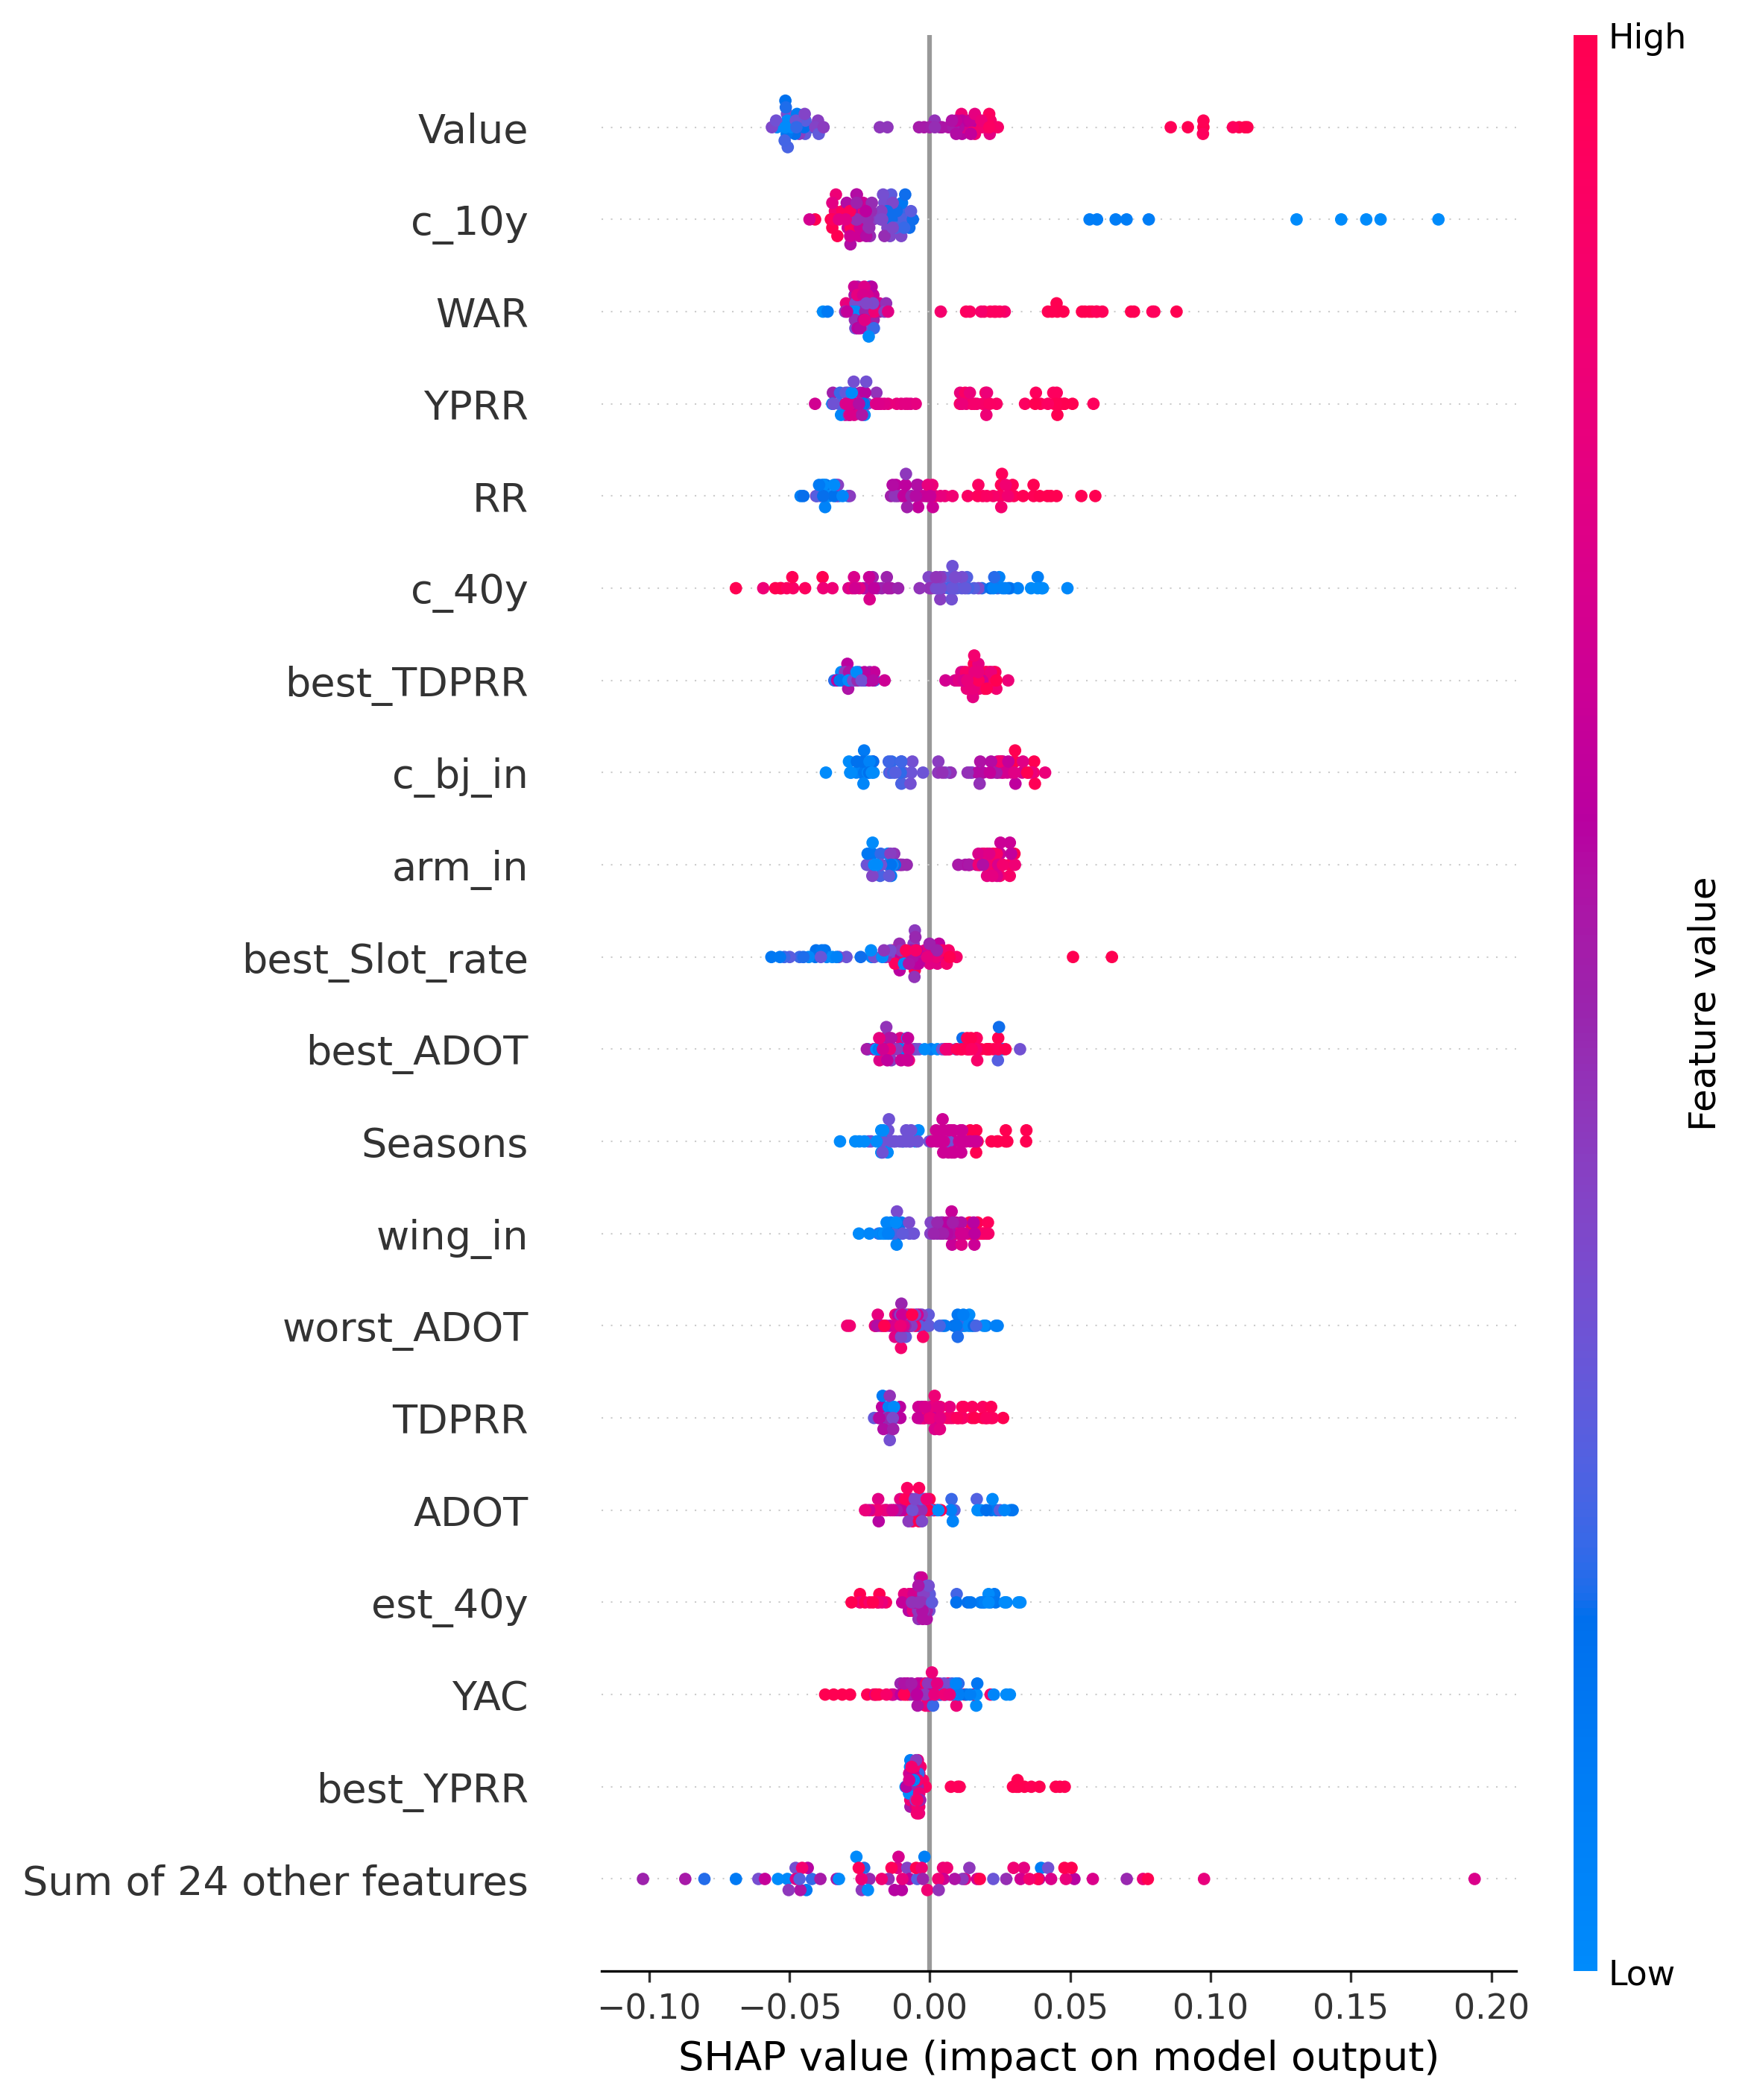 High
Value
c_10y
WAR
YPRR
RR
c_40y
best_TDPRR
c_bj_in
arm_in
best_Slot_rate
best_ADOT
Seasons
wing_in
worst_ADOT
TDPRR
ADOT
est_40y
YAC
best_YPRR
Sum of 24 other features
Feature value
Low
−0.10 −0.05 0.00 0.05 0.10 0.15 0.20
SHAP value (impact on model output)